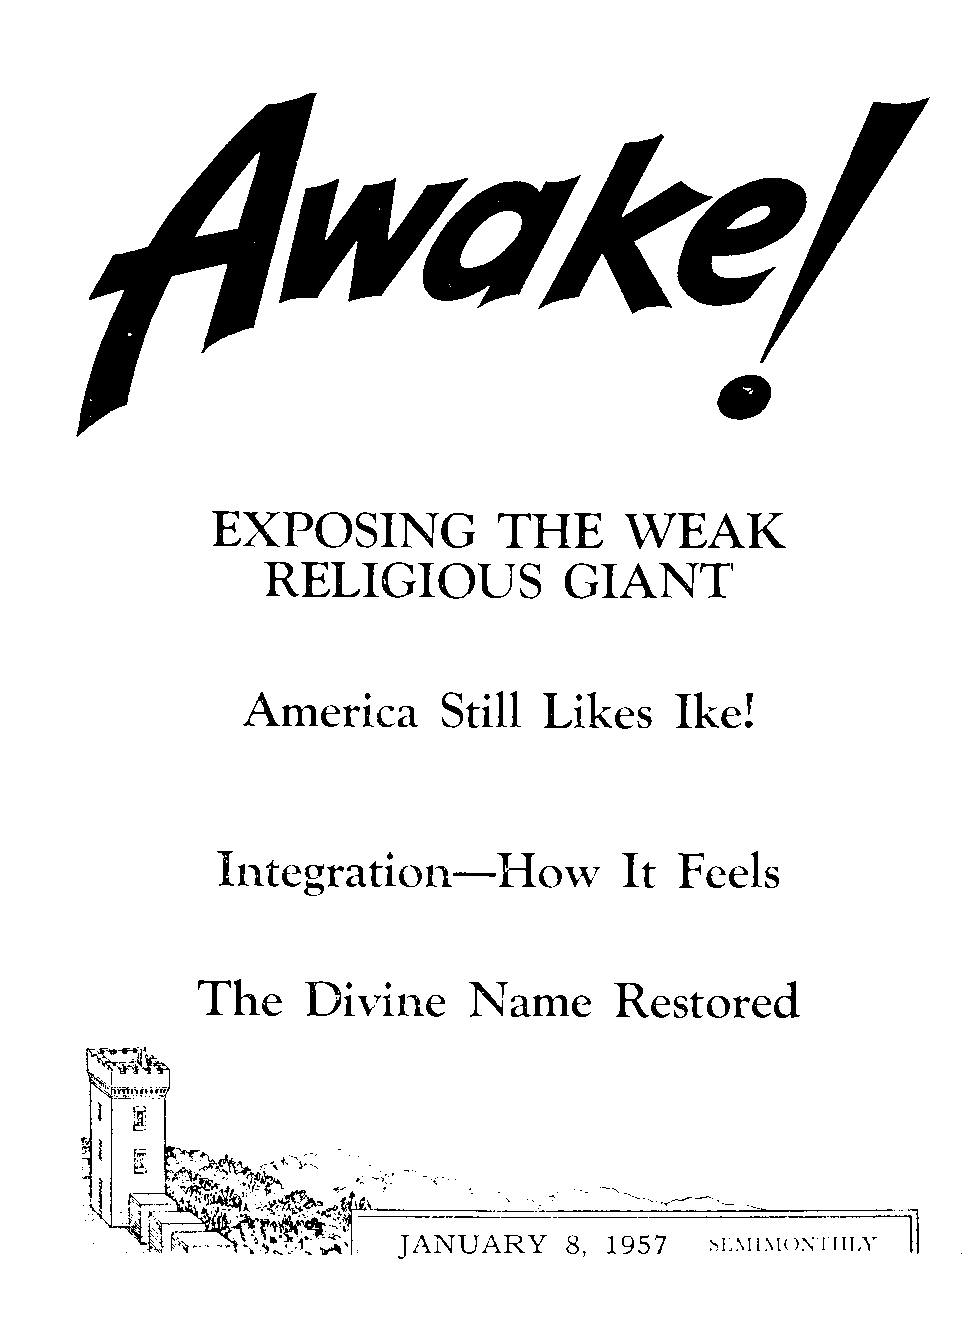 Awake!
EXPOSING THE WEAK
RELIGIOUS GIANT
America Still Likes Ike!
Integration—How It Feels
The Divine Name Restored
JANUARY 8, 1957 SEMIMONTHLY